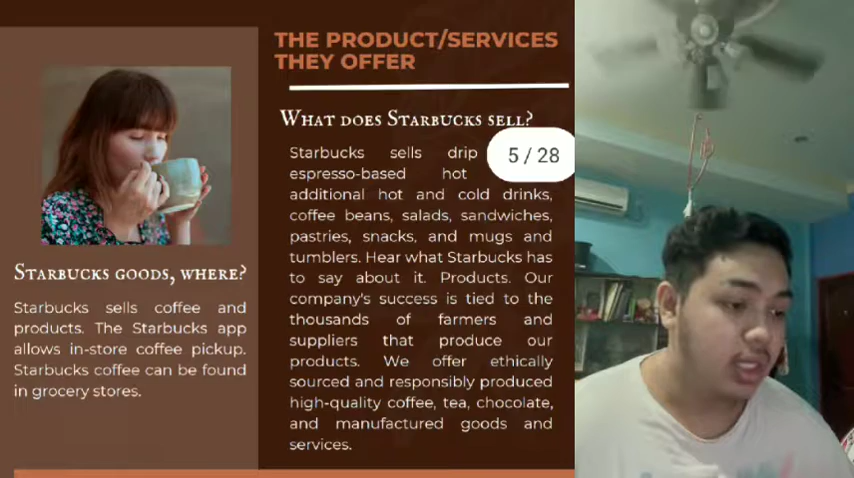 THE PRODUCT/SERVICES
THEY OFFER
WHAT DOES STARBUCKS SELL?
Starbucks sells drip
espresso-based hot
additional hot and cold drinks,
coffee beans, salads, sandwiches,
pastries, snacks, and mugs and
tumblers. Hear what Starbucks has
to say about it. Products. Our
company's success is tied to the
thousands of farmers and
suppliers that produce our
products. We offer ethically
sourced and responsibly produced
high-quality coffee, tea, chocolate,
and manufactured goods and
services.
5 / 28
STARBUCKS GOODS, WHERE?
Starbucks sells coffee and
products. The Starbucks app
allows in-store coffee pickup.
Starbucks coffee can be found
in grocery stores.